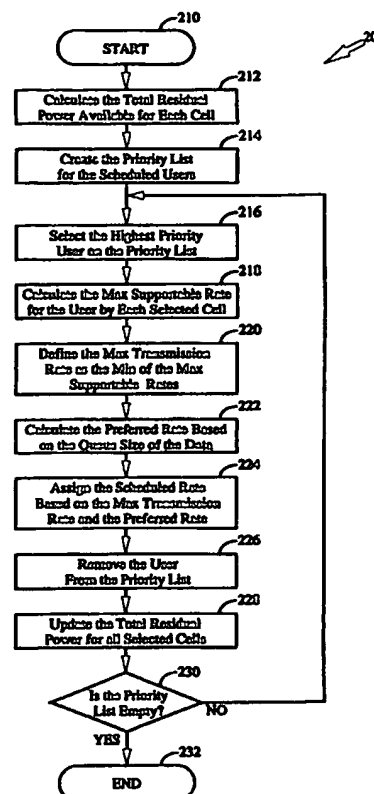 210
START
20
212
Calculate the Total Residual
Power Available for Each Cell
214
Create the Priority List
for the Scheduled Users
216
Select the Highest Priority
User on the Priority List
218
Calculate the Max Supportable Rate
for the User by Each Selected Cell
220
Define the Max Transmission
Rate as the Min of the Max
Supportable Rates
222
Calculate the Preferred Rate Based
on the Queue Size of the Data
224
Assign the Scheduled Rate
Based on the Max Transmission
Rate and the Preferred Rate
226
Remove the User
From the Priority List
228
Update the Total Residual
Power for all Selected Cells
230
Is the Priority
List Empty?
NO
YES
232
END